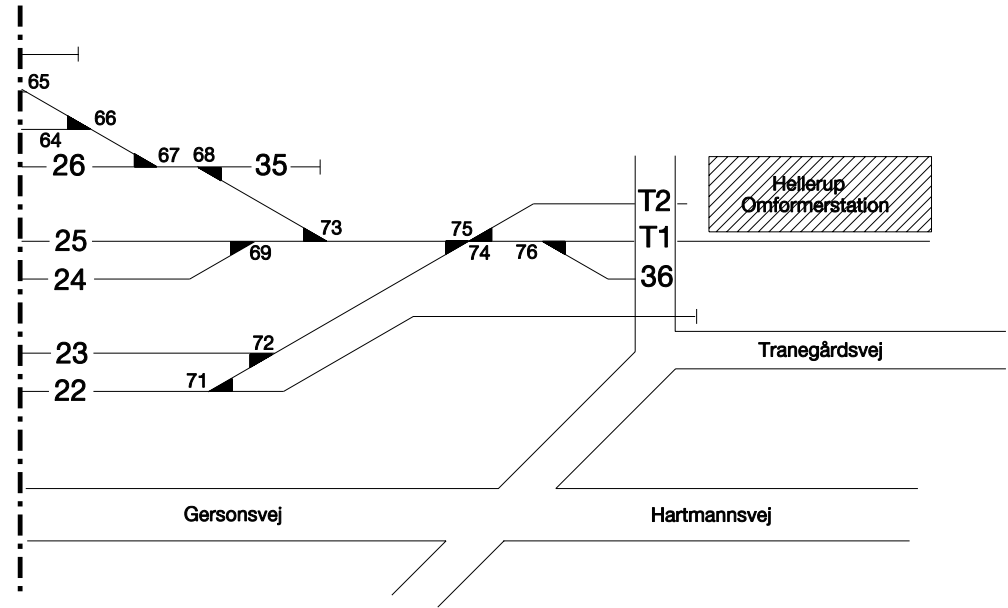 65
66
64
26
67
68
35
Hellerup
Omformerstation
T2
73
75
25
69
74
76
T1
24
36
72
23
Tranegårdsvej
71
22
Gersonsvej
Hartmannsvej